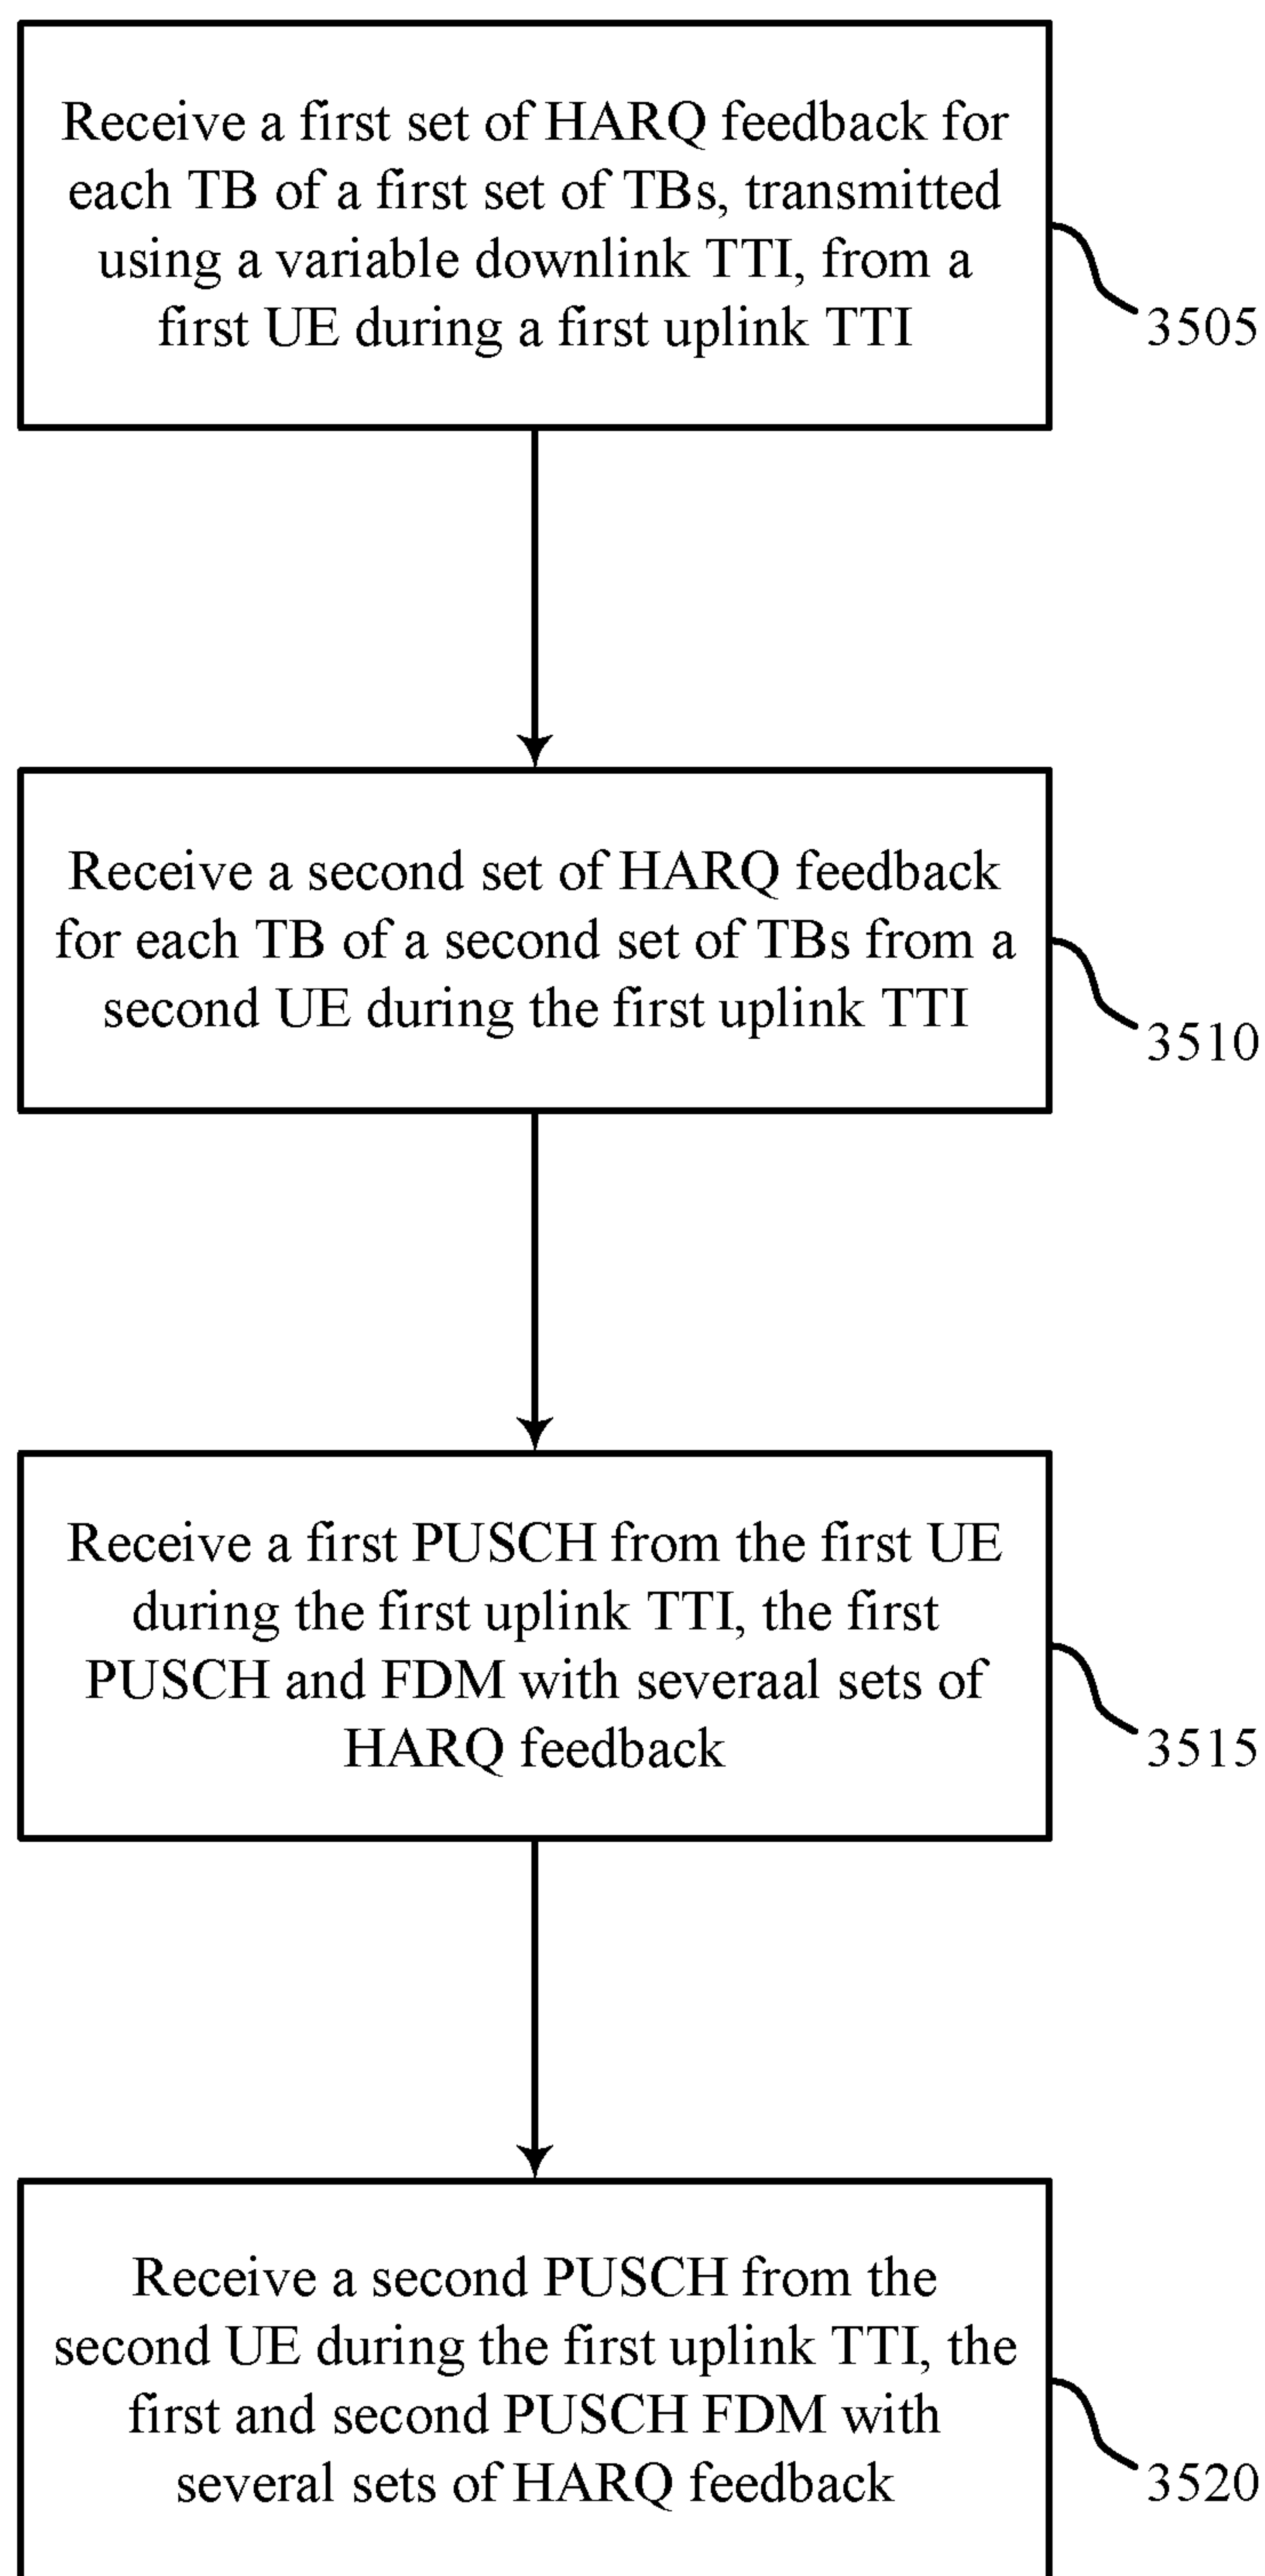 Receive a first set of HARQ feedback for
each TB of a first set of TBs, transmitted
using a variable downlink TTI, from a
first UE during a first uplink TTI
3505
Receive a second set of HARQ feedback
for each TB of a second set of TBs from a
second UE during the first uplink TTI
3510
Receive a first PUSCH from the first UE
during the first uplink TTI, the first
PUSCH and FDM with severaal sets of
HARQ feedback
3515
Receive a second PUSCH from the
second UE during the first uplink TTI, the
first and second PUSCH FDM with
several sets of HARQ feedback
3520